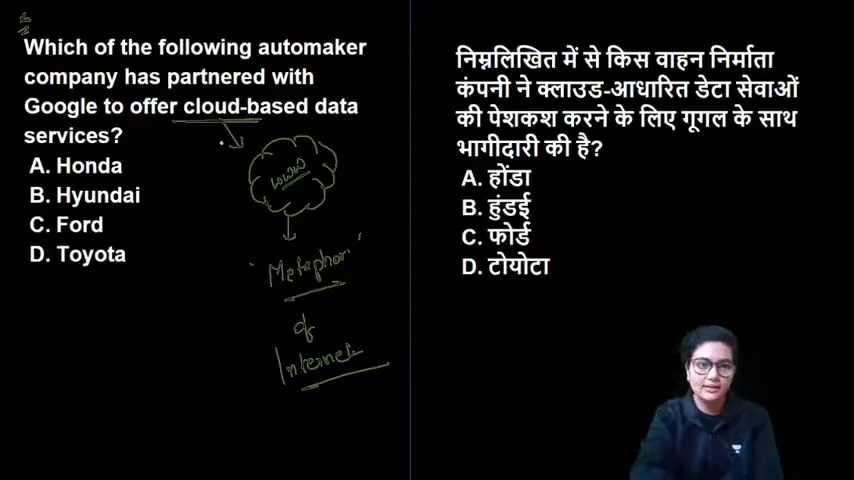 Which of the following automaker
company has partnered with
Google to offer cloud-based data
services?
A. Honda
B. Hyundai
C. Ford
D. Toyota
www
"Metaphor"
of
Internet
निम्नलिखित में से किस वाहन निर्माता
कंपनी ने क्लाउड-आधारित डेटा सेवाओं
की पेशकश करने के लिए गूगल के साथ
भागीदारी की है?
A. होंडा
B. हुंडई
C. फोर्ड
D. टोयोटा